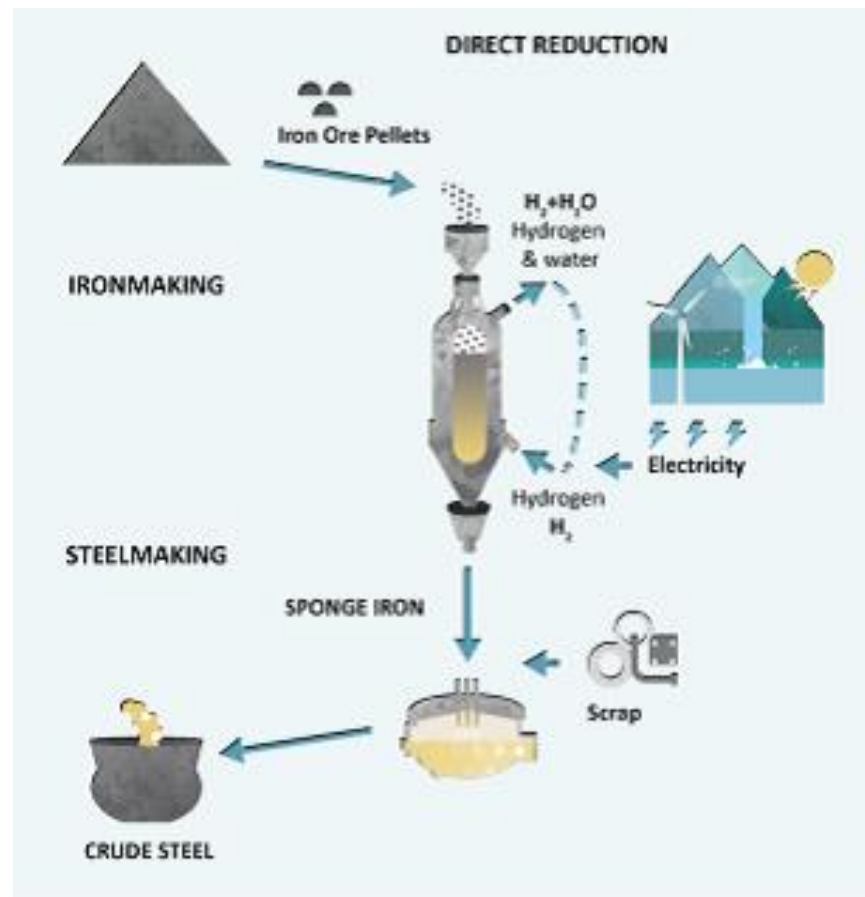 DIRECT REDUCTION
Iron Ore Pellets
H₂+H₂O
Hydrogen
& water
IRONMAKING
Electricity
Hydrogen
H₂
STEELMAKING
SPONGE IRON
Scrap
CRUDE STEEL